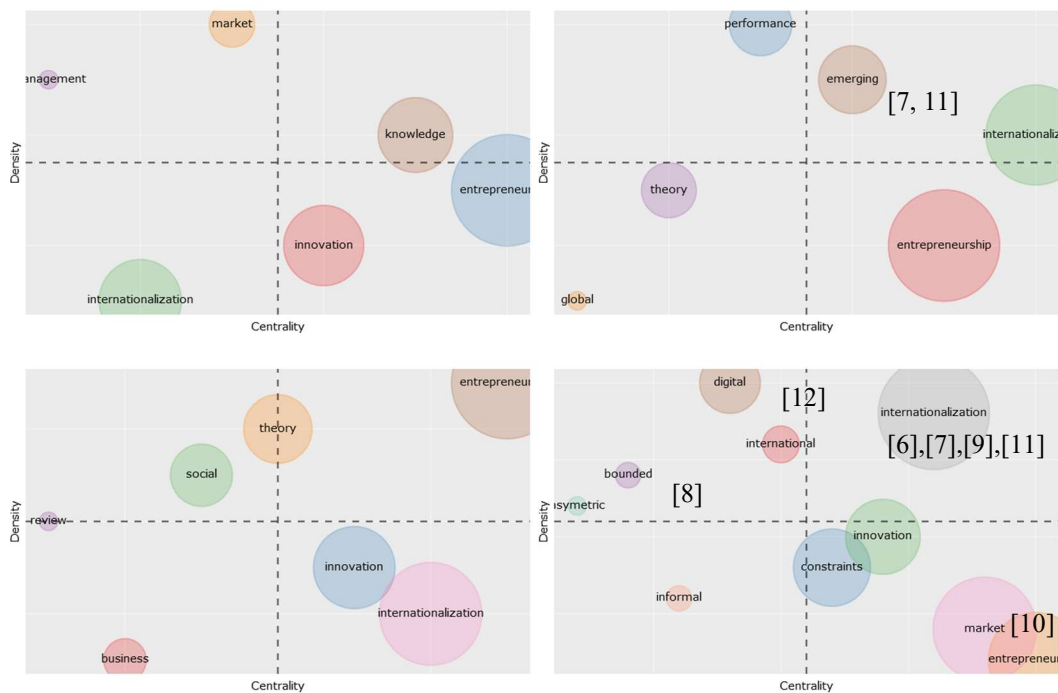 market
anagement
knowledge
entrepreneur
innovation
internationalization
Density
Centrality
performance
emerging
[7, 11]
internationaliz
theory
entrepreneurship
global
Density
Centrality
entrepreneur
theory
social
review
innovation
internationalization
business
Density
Centrality
digital
[12]
internationalization
international
[6],[7],[9],[11]
bounded
[8]
asymetric
innovation
constraints
informal
market
[10]
entrepreneur
Density
Centrality